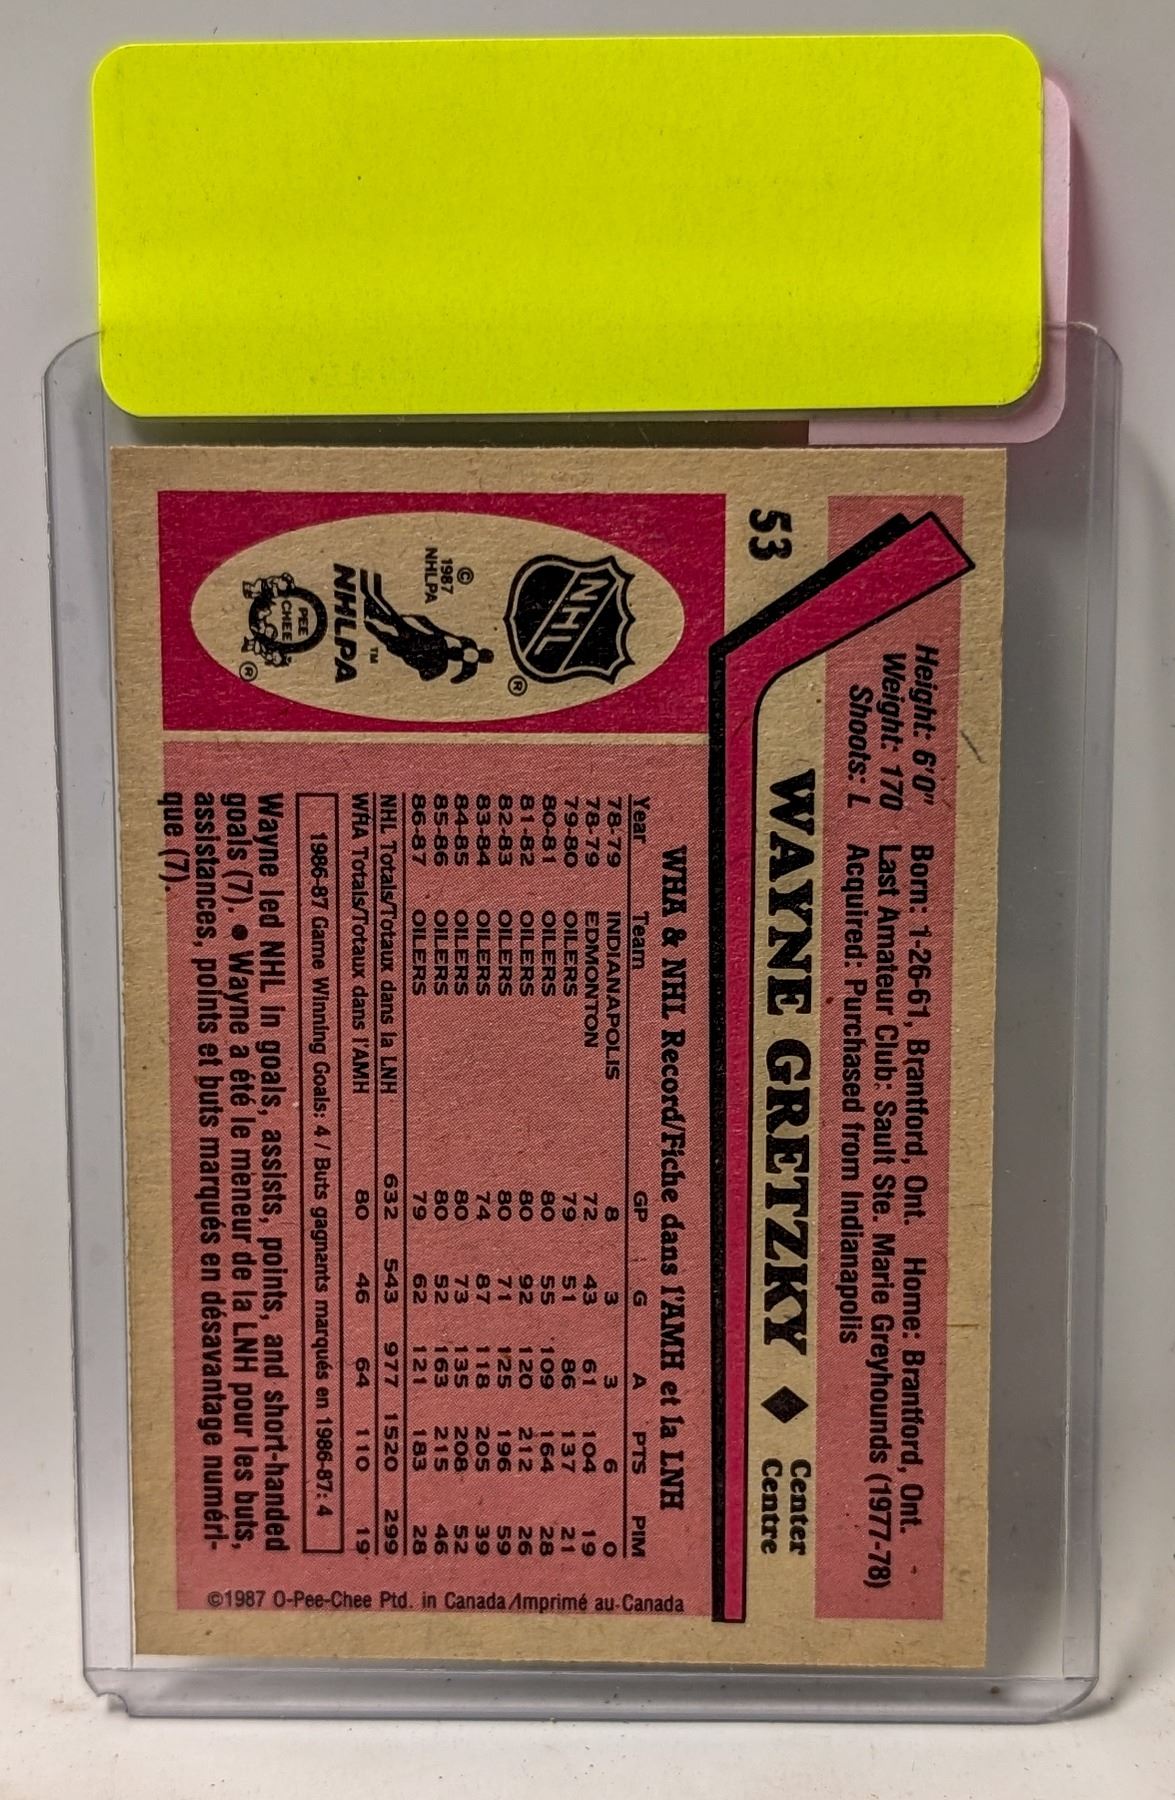 Height: 6'0" Born: 1-26-61, Brantford, Ont. Home: Brantford, Ont.
Weight: 170 Last Amateur Club: Sault Ste. Marie Greyhounds (1977-78)
Shoots: L Acquired: Purchased from Indianapolis
53
WAYNE GRETZKY ♦ Center
Centre
NHL
®
© 1987 NHLPA
™
NHLPA
O PEE CHEE
®
WHA & NHL Record/Fiche dans l'AMH et la LNH
Year Team GP G A PTS PIM
78-79 INDIANAPOLIS 8 3 3 6 0
78-79 EDMONTON 72 43 61 104 19
79-80 OILERS 79 51 86 137 21
80-81 OILERS 80 55 109 164 28
81-82 OILERS 80 92 120 212 26
82-83 OILERS 80 71 125 196 59
83-84 OILERS 74 87 118 205 39
84-85 OILERS 80 73 135 208 52
85-86 OILERS 80 52 163 215 46
86-87 OILERS 79 62 121 183 28
NHL Totals/Totaux dans la LNH 632 543 977 1520 299
WHA Totals/Totaux dans l'AMH 80 46 64 110 19
1986-87 Game Winning Goals: 4 / Buts gagnants marqués en 1986-87: 4
Wayne led NHL in goals, assists, points, and short-handed
goals (7). • Wayne a été le meneur de la LNH pour les buts,
assistances, points et buts marqués en désavantage numéri-
que (7).
©1987 O-Pee-Chee Ptd. in Canada/Imprimé au Canada